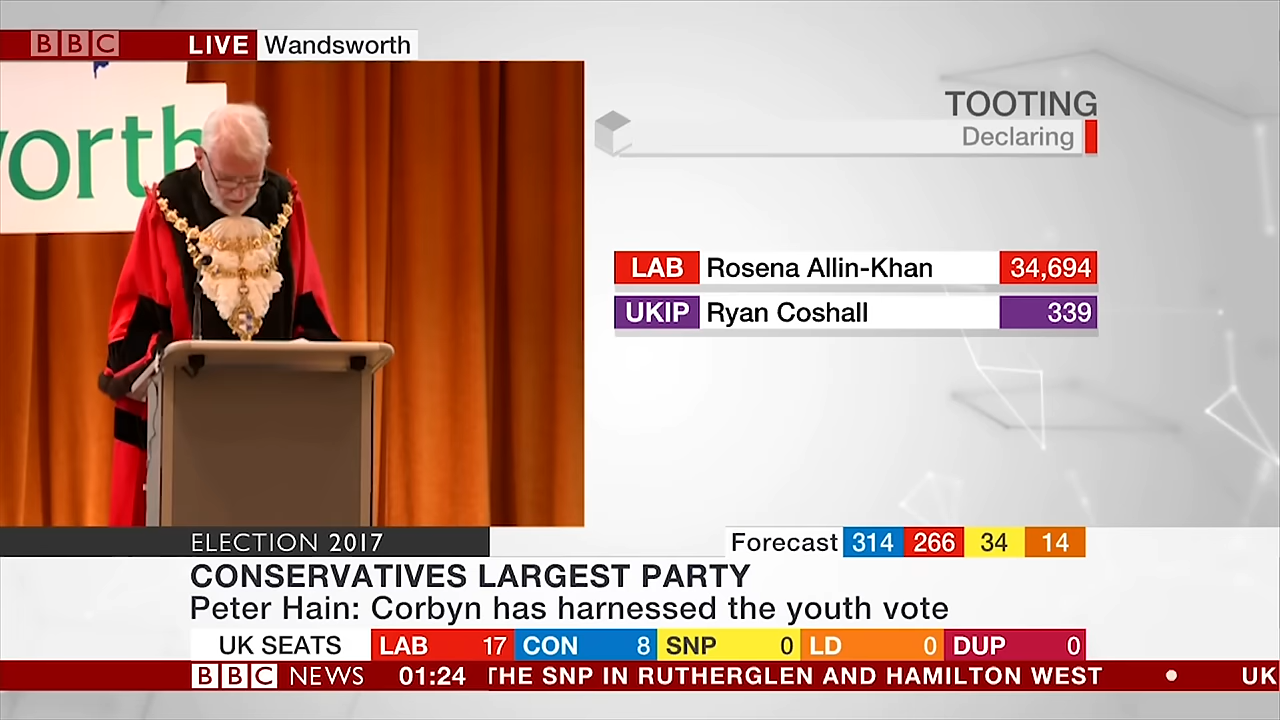 BBC LIVE Wandsworth
orth
TOOTING
Declaring
LAB Rosena Allin-Khan 34,694
UKIP Ryan Coshall 339
ELECTION 2017
Forecast 314 266 34 14
CONSERVATIVES LARGEST PARTY
Peter Hain: Corbyn has harnessed the youth vote
UK SEATS LAB 17 CON 8 SNP 0 LD 0 DUP 0
BBC NEWS 01:24 THE SNP IN RUTHERGLEN AND HAMILTON WEST • UK